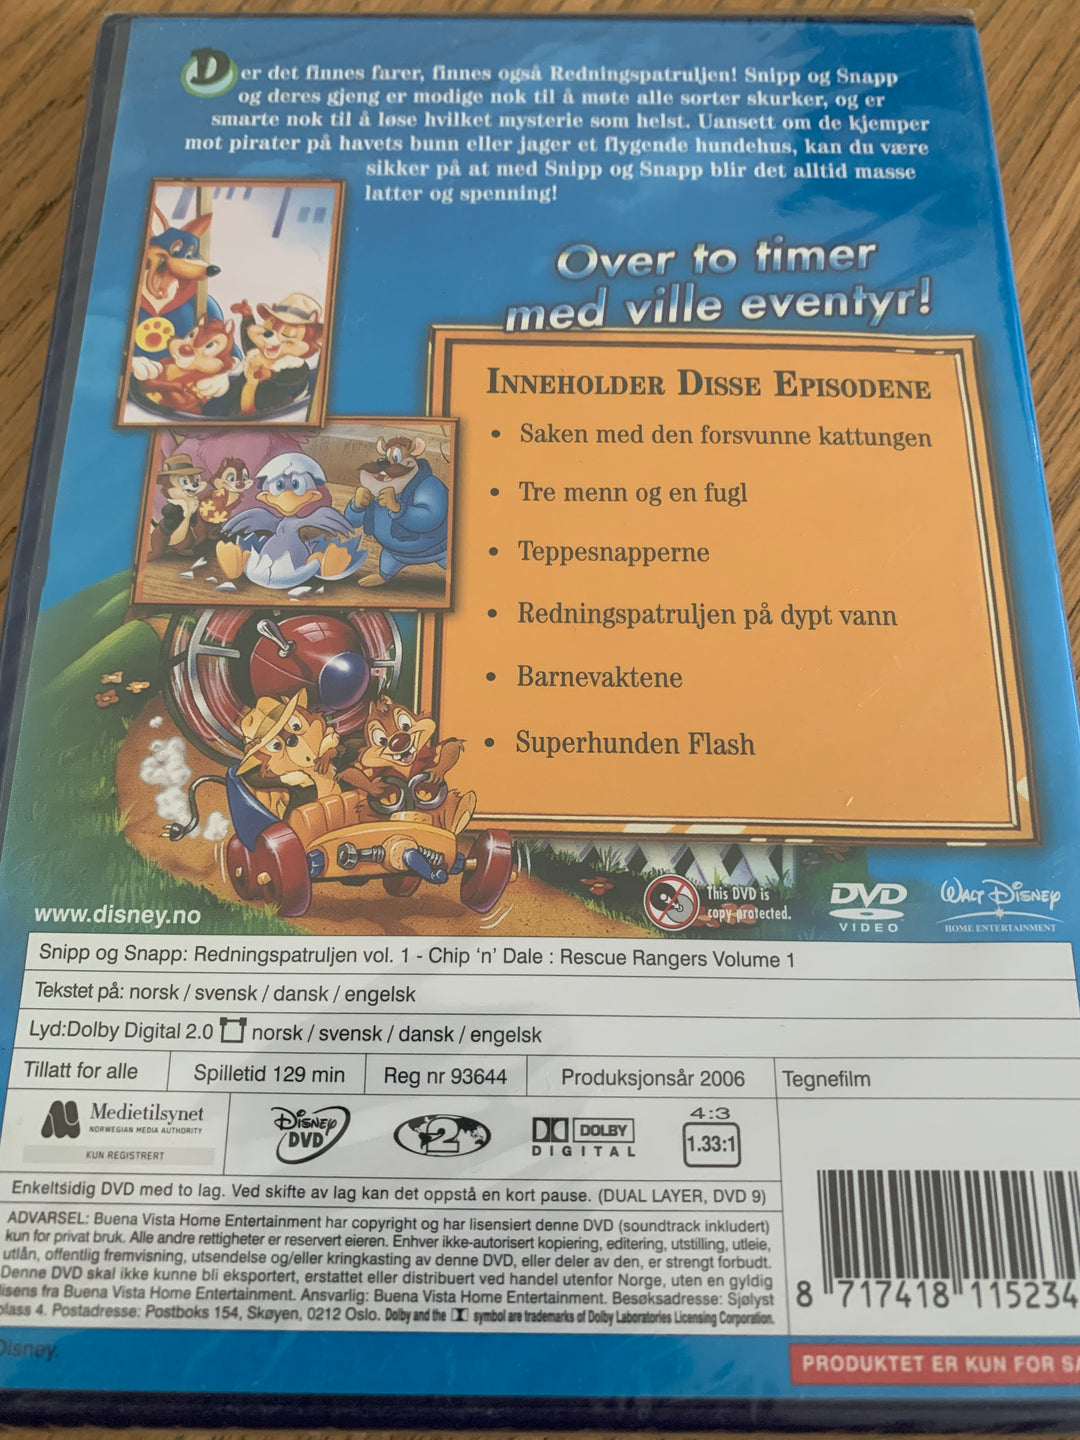 Der det finnes farer, finnes også Redningspatruljen! Snipp og Snapp
og deres gjeng er modige nok til å møte alle sorter skurker, og er
smarte nok til å løse hvilket mysterie som helst. Uansett om de kjemper
mot pirater på havets bunn eller jager et flygende hundehus, kan du være
sikker på at med Snipp og Snapp blir det alltid masse
latter og spenning!
Over to timer
med ville eventyr!
INNEHOLDER DISSE EPISODENE
• Saken med den forsvunne kattungen
• Tre menn og en fugl
• Teppesnapperne
• Redningspatruljen på dypt vann
• Barnevaktene
• Superhunden Flash
www.disney.no
This DVD is
copy protected.
DVD
VIDEO
WALT DISNEY
HOME ENTERTAINMENT
Snipp og Snapp: Redningspatruljen vol. 1 - Chip ‘n’ Dale : Rescue Rangers Volume 1
Tekstet på: norsk / svensk / dansk / engelsk
Lyd:Dolby Digital 2.0 norsk / svensk / dansk / engelsk
Tillatt for alle
Spilletid 129 min
Reg nr 93644
Produksjonsår 2006
Tegnefilm
Medietilsynet
NORWEGIAN MEDIA AUTHORITY
KUN REGISTRERT
DISNEY
DVD
2
DOLBY
DIGITAL
4:3
1.33:1
Enkeltsidig DVD med to lag. Ved skifte av lag kan det oppstå en kort pause. (DUAL LAYER, DVD 9)
ADVARSEL: Buena Vista Home Entertainment har copyright og har lisensiert denne DVD (soundtrack inkludert)
kun for privat bruk. Alle andre rettigheter er reservert eieren. Enhver ikke-autorisert kopiering, editering, utstilling, utleie,
utlån, offentlig fremvisning, utsendelse og/eller kringkasting av denne DVD, eller deler av den, er strengt forbudt.
Denne DVD skal ikke kunne bli eksportert, erstattet eller distribuert ved handel utenfor Norge, uten en gyldig
lisens fra Buena Vista Home Entertainment. Ansvarlig: Buena Vista Home Entertainment. Besøksadresse: Sjølyst
plass 4. Postadresse: Postboks 154, Skøyen, 0212 Oslo. Dolby and the symbol are trademarks of Dolby Laboratories Licensing Corporation.
8 717418 115234
Disney.
PRODUKTET ER KUN FOR